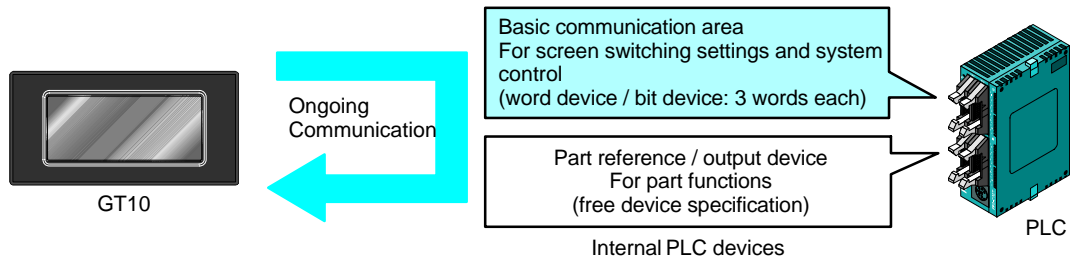 Basic communication area
For screen switching settings and system
control
(word device / bit device: 3 words each)
Ongoing
Communication
Part reference / output device
For part functions
(free device specification)
GT10
PLC
Internal PLC devices